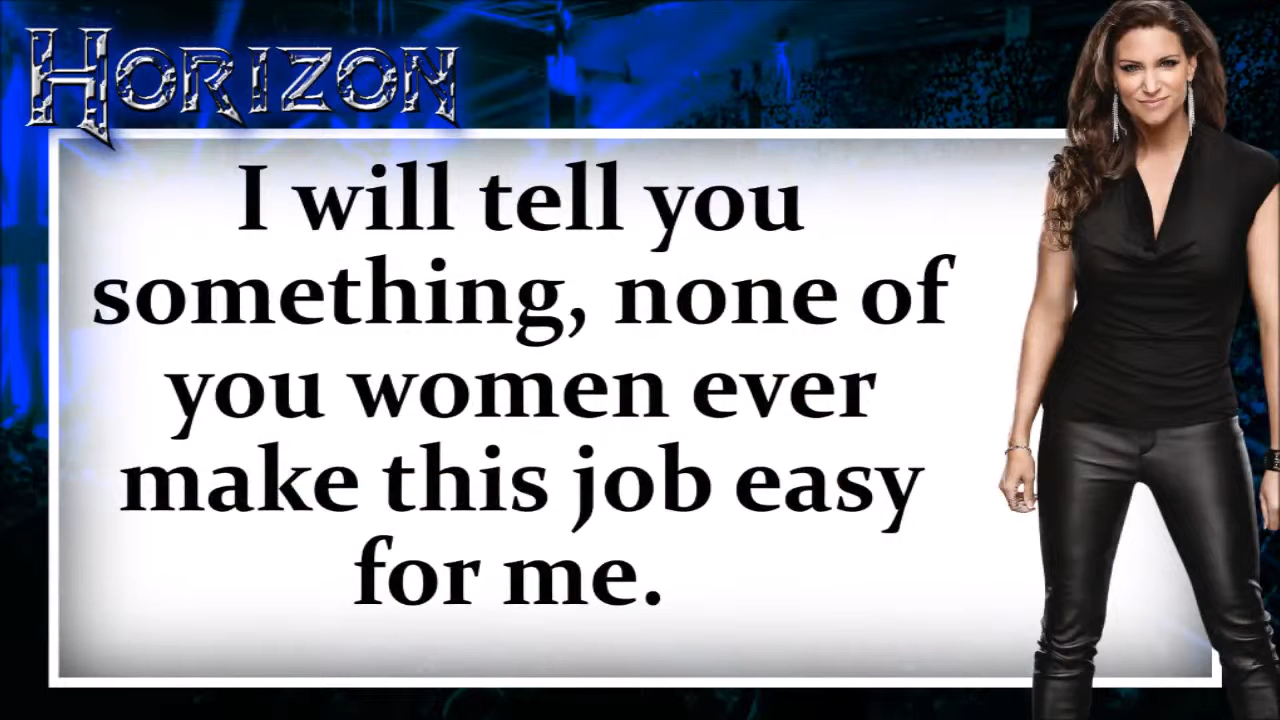 HORIZON
I will tell you
something, none of
you women ever
make this job easy
for me.